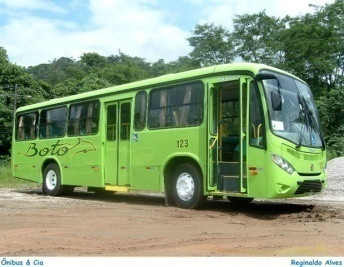 Boto
123
Ônibus & Cia
Reginaldo Alves